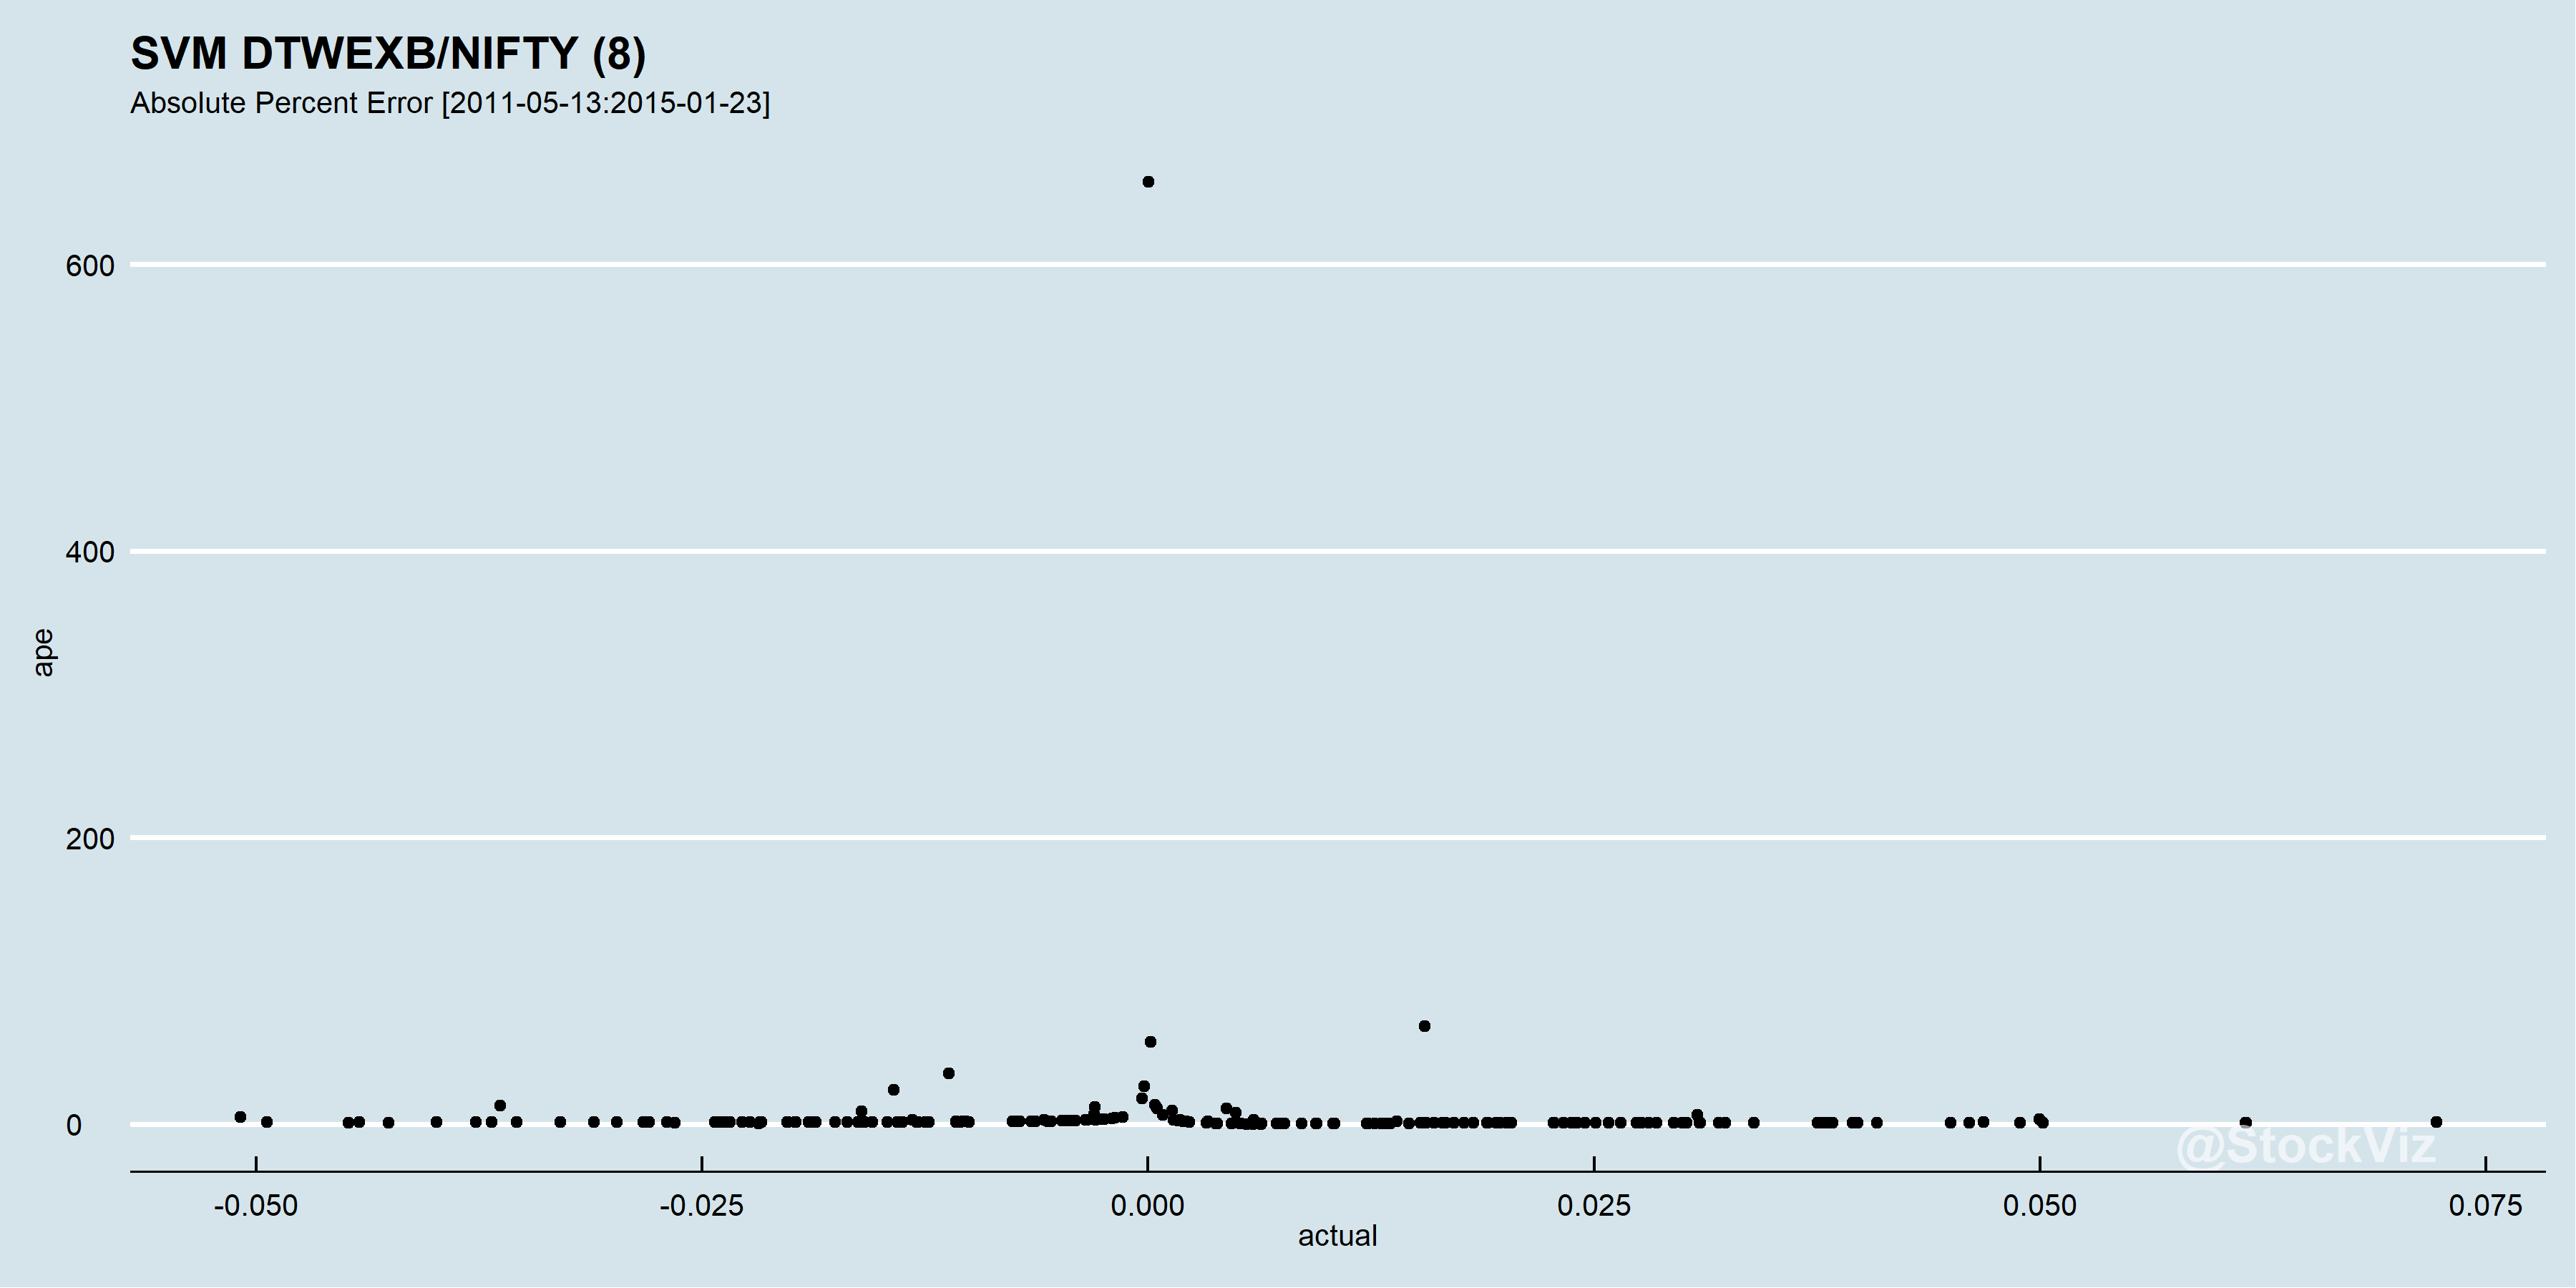 SVM DTWEXB/NIFTY (8)
Absolute Percent Error [2011-05-13:2015-01-23]
600
400
ape
200
0
@StockViz
-0.050 -0.025 0.000 0.025 0.050 0.075
actual